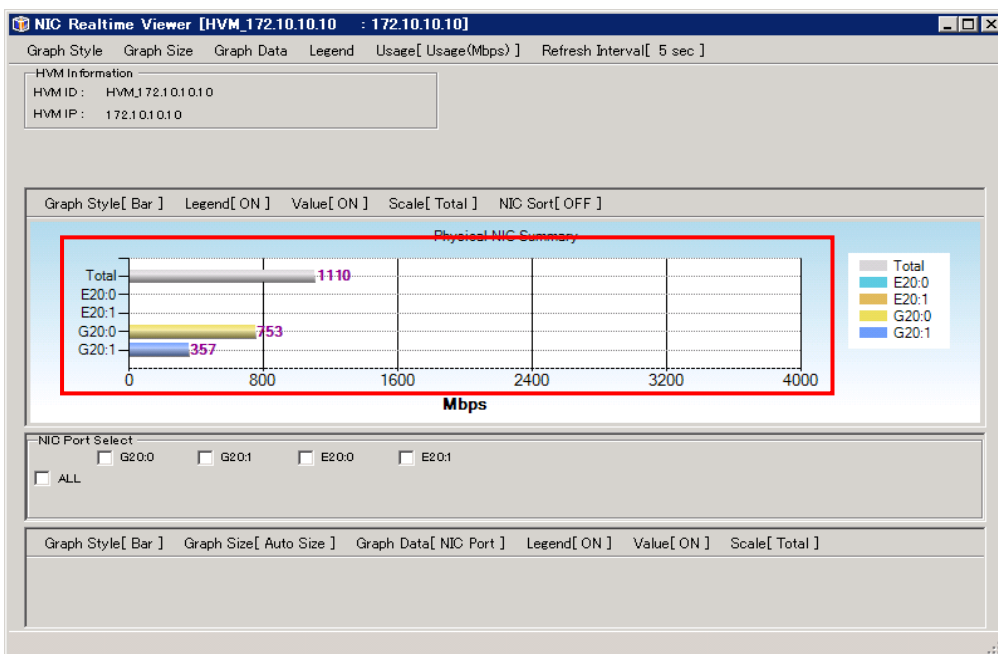 NIC Realtime Viewer [HVM_172.10.10.10 : 172.10.10.10]
Graph Style Graph Size Graph Data Legend Usage[ Usage(Mbps) ] Refresh Interval[ 5 sec ]
HVM Information
HVM ID : HVM_172.10.10.10
HVM IP : 172.10.10.10
Graph Style[ Bar ] Legend[ ON ] Value[ ON ] Scale[ Total ] NIC Sort[ OFF ]
Physical NIC Summary
Total 1110
E20:0
E20:1
G20:0 753
G20:1 357
0 800 1600 2400 3200 4000
Mbps
Total
E20:0
E20:1
G20:0
G20:1
NIC Port Select
G20:0 G20:1 E20:0 E20:1
ALL
Graph Style[ Bar ] Graph Size[ Auto Size ] Graph Data[ NIC Port ] Legend[ ON ] Value[ ON ] Scale[ Total ]